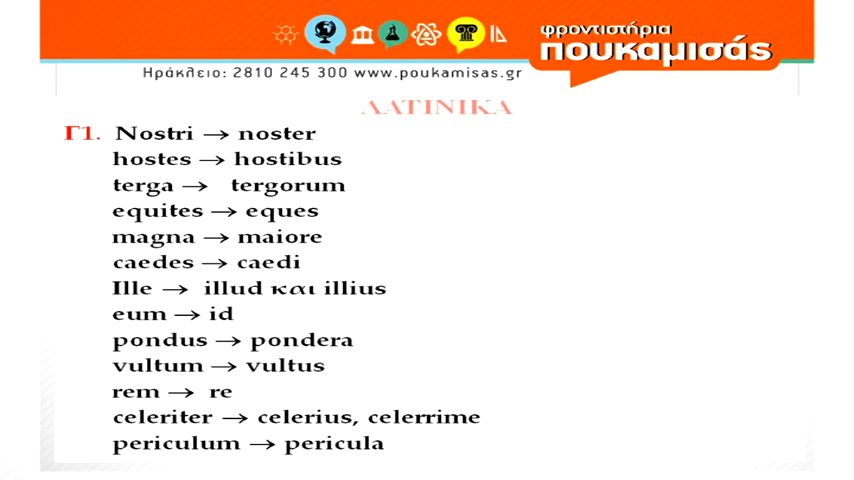 φροντιστήρια
πουκαμισάς
Ηράκλειο: 2810 245 300 www.poukamisas.gr
ΛΑΤΙΝΙΚΑ
Γ1. Nostri → noster
hostes → hostibus
terga → tergorum
equites → eques
magna → maiore
caedes → caedi
Ille → illud και illius
eum → id
pondus → pondera
vultum → vultus
rem → re
celeriter → celerius, celerrime
periculum → pericula